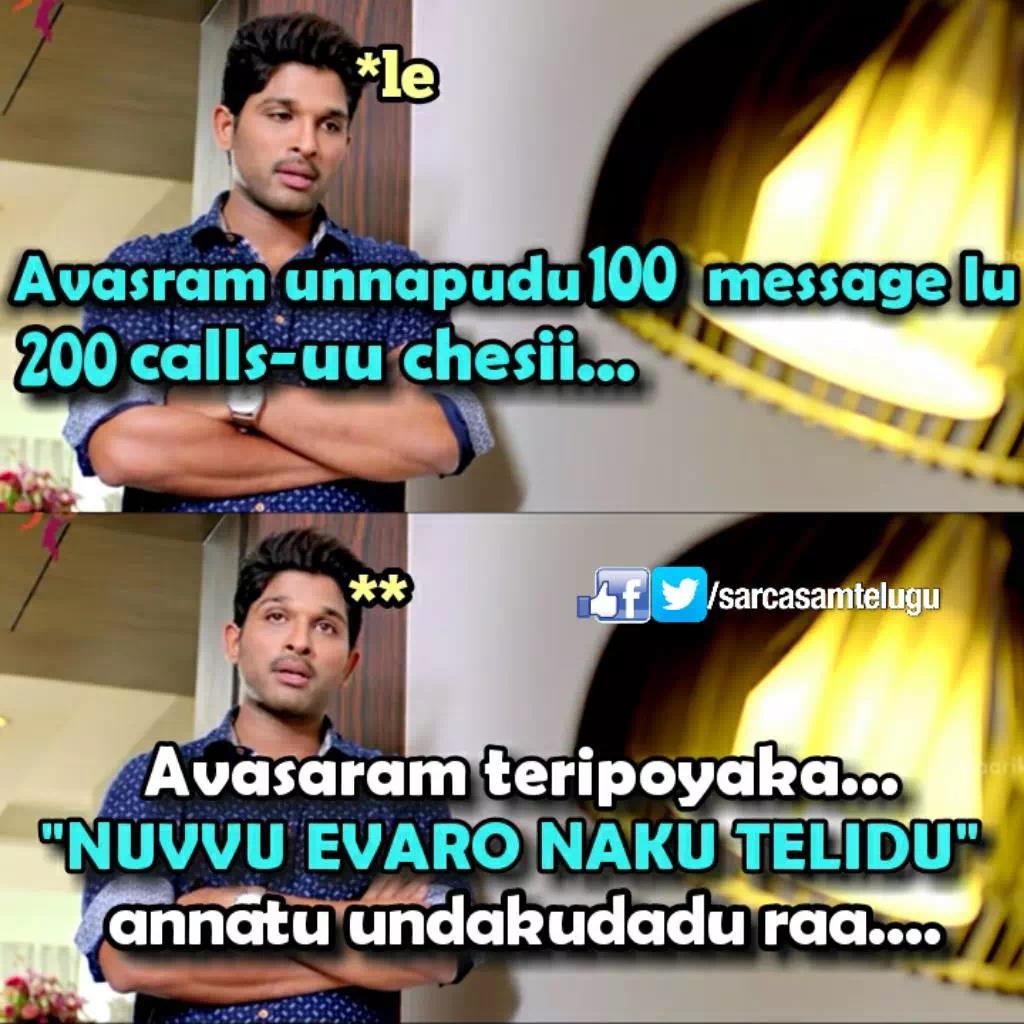 *le
Avasram unnapudu 100 message lu
200 calls-uu chesii...
**
/sarcasamtelugu
Avasaram teripoyaka...
"NUVVU EVARO NAKU TELIDU"
annatu undakudadu raa....